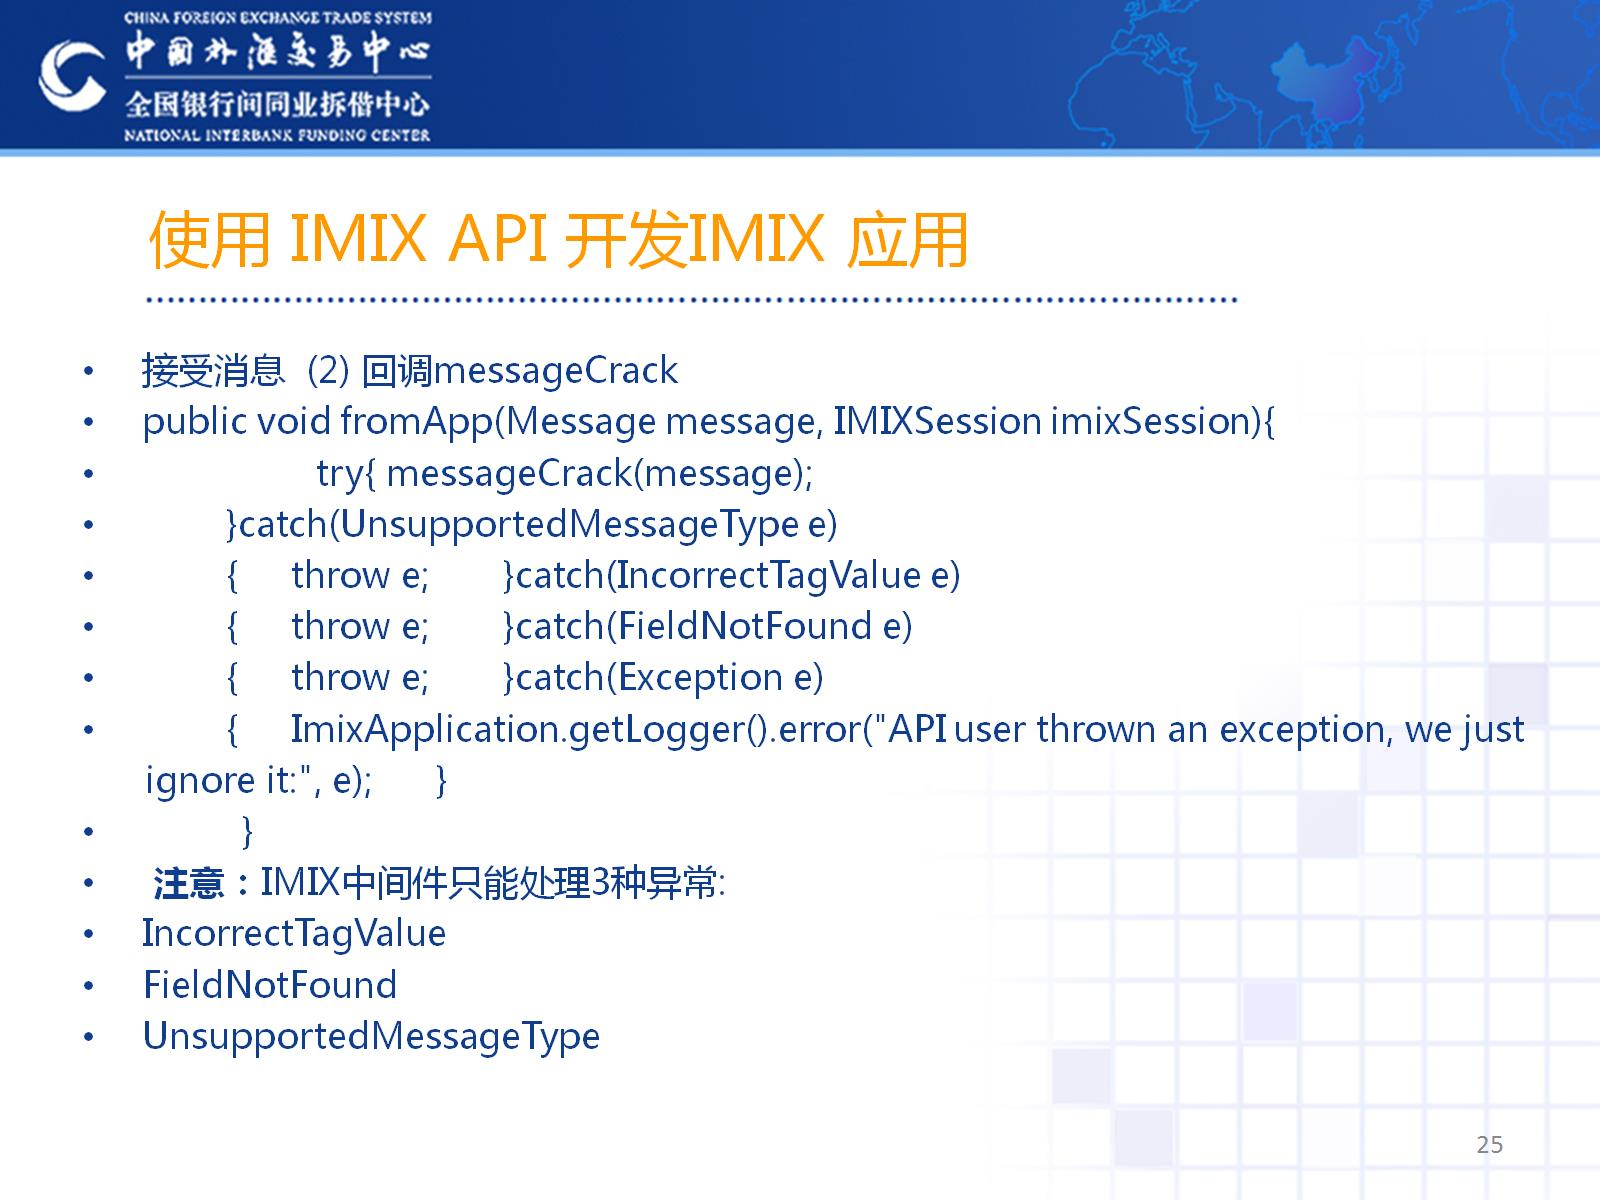 CHINA FOREIGN EXCHANGE TRADE SYSTEM
中国外汇交易中心
全国银行间同业拆借中心
NATIONAL INTERBANK FUNDING CENTER
使用 IMIX API 开发IMIX 应用
• 接受消息 (2) 回调messageCrack
• public void fromApp(Message message, IMIXSession imixSession){
• try{ messageCrack(message);
• }catch(UnsupportedMessageType e)
• { throw e; }catch(IncorrectTagValue e)
• { throw e; }catch(FieldNotFound e)
• { throw e; }catch(Exception e)
• { ImixApplication.getLogger().error("API user thrown an exception, we just
ignore it:", e); }
• }
• 注意：IMIX中间件只能处理3种异常:
• IncorrectTagValue
• FieldNotFound
• UnsupportedMessageType
25